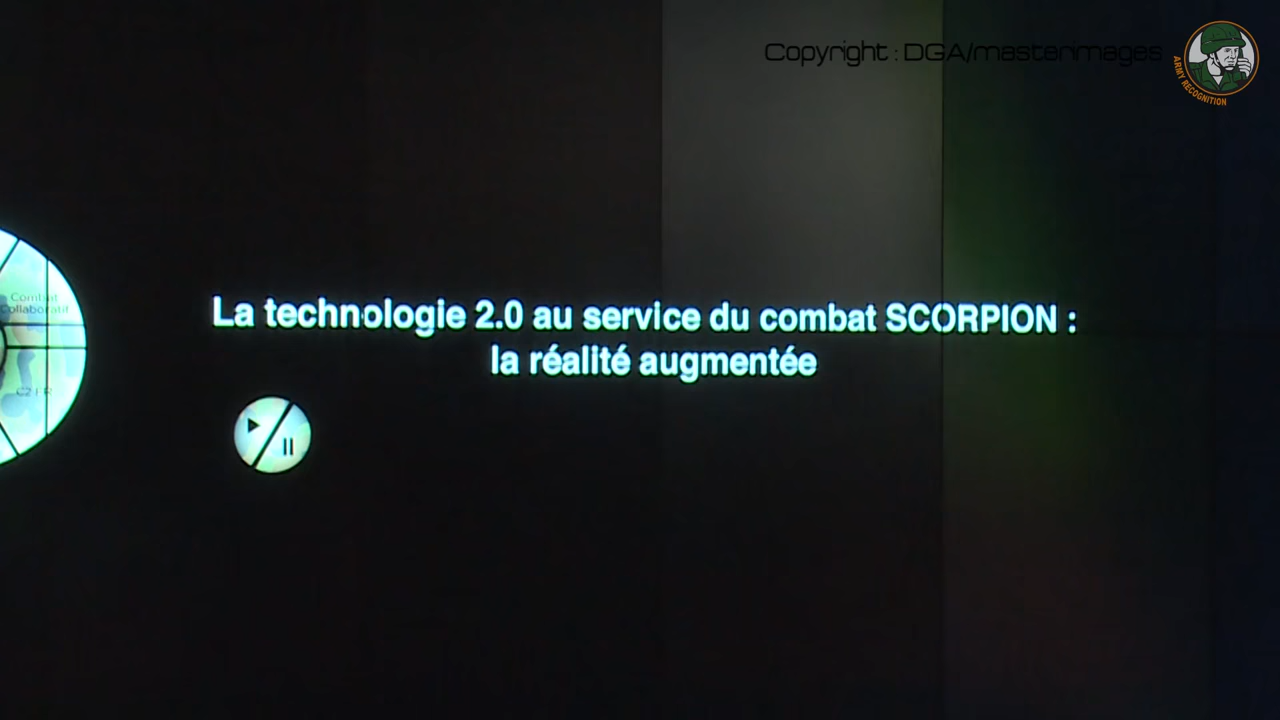 Copyright : DGA/masterimages
ARMY RECOGNITION
Combat
Collaboratif
La technologie 2.0 au service du combat SCORPION :
la réalité augmentée